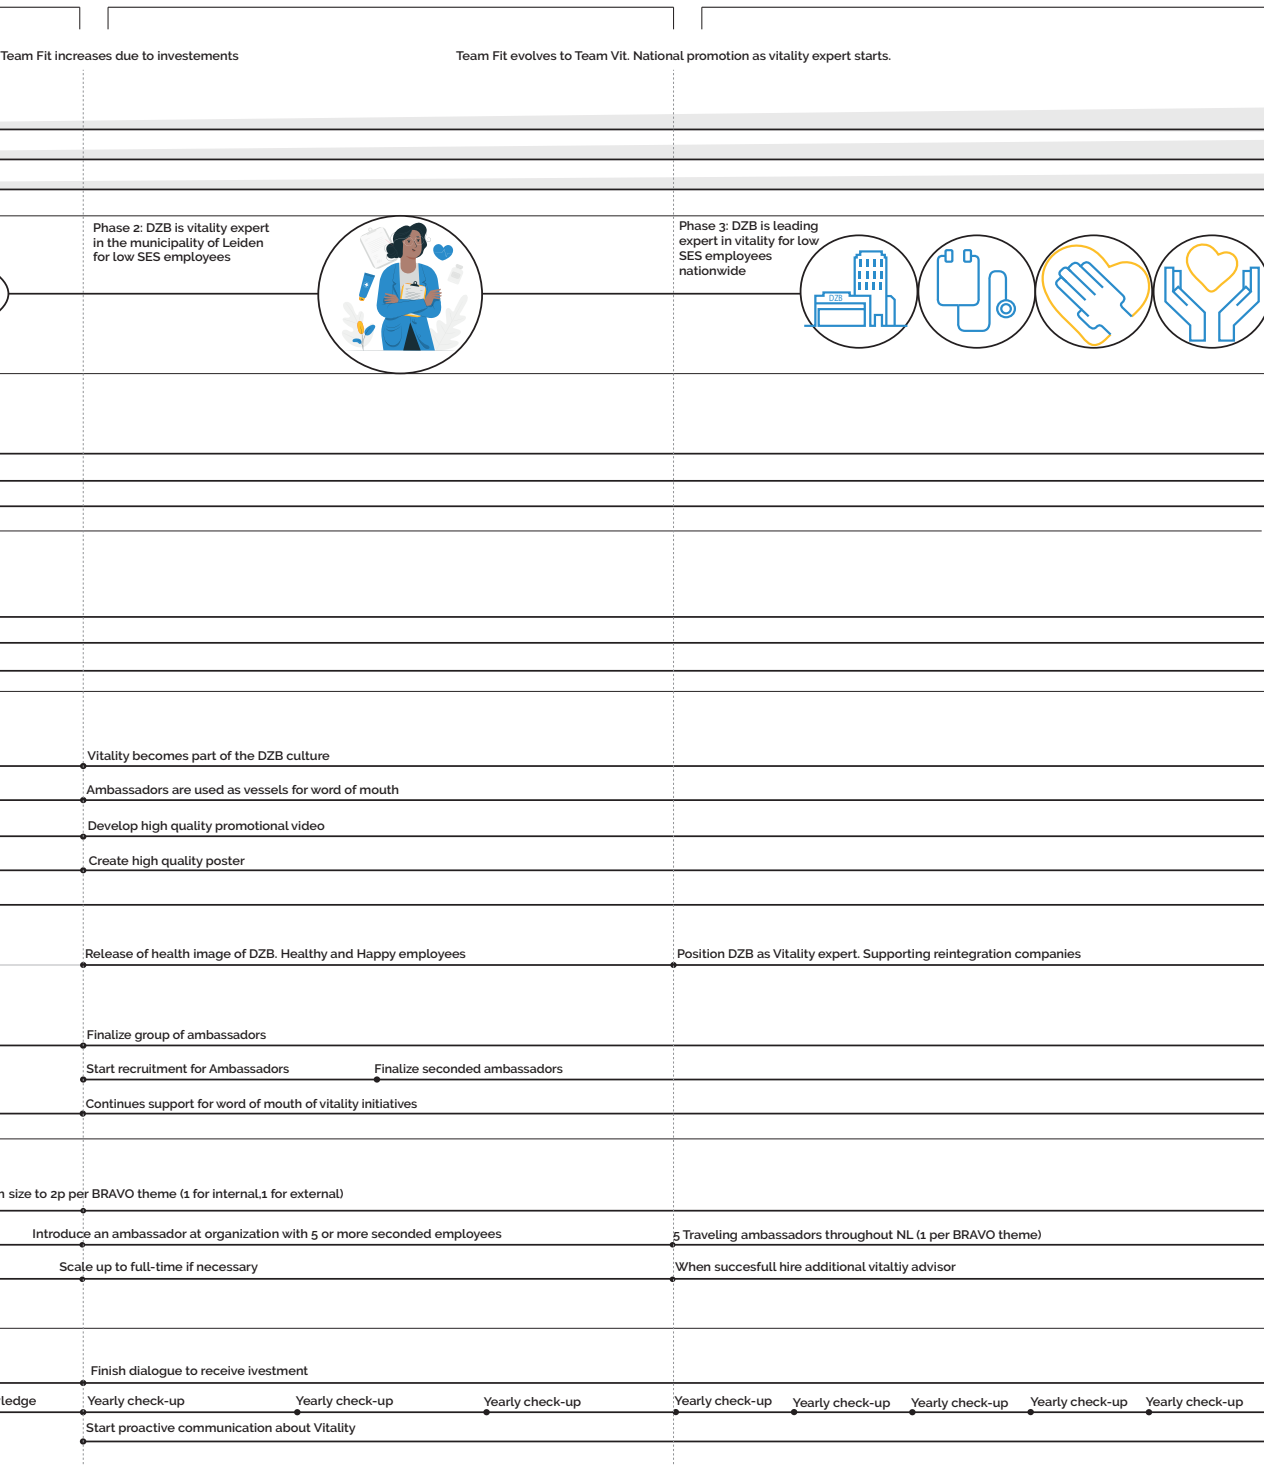 Team Fit increases due to investements
Team Fit evolves to Team Vit. National promotion as vitality expert starts.
Phase 2: DZB is vitality expert
in the municipality of Leiden
for low SES employees
Phase 3: DZB is leading
expert in vitality for low
SES employees
nationwide
DZB
Vitality becomes part of the DZB culture
Ambassadors are used as vessels for word of mouth
Develop high quality promotional video
Create high quality poster
Release of health image of DZB. Healthy and Happy employees
Position DZB as Vitality expert. Supporting reintegration companies
Finalize group of ambassadors
Start recruitment for Ambassadors
Finalize seconded ambassadors
Continues support for word of mouth of vitality initiatives
size to 2p per BRAVO theme (1 for internal,1 for external)
Introduce an ambassador at organization with 5 or more seconded employees
5 Traveling ambassadors throughout NL (1 per BRAVO theme)
Scale up to full-time if necessary
When succesfull hire additional vitaltiy advisor
Finish dialogue to receive ivestment
ledge
Yearly check-up
Yearly check-up
Yearly check-up
Yearly check-up
Yearly check-up
Yearly check-up
Yearly check-up
Yearly check-up
Start proactive communication about Vitality